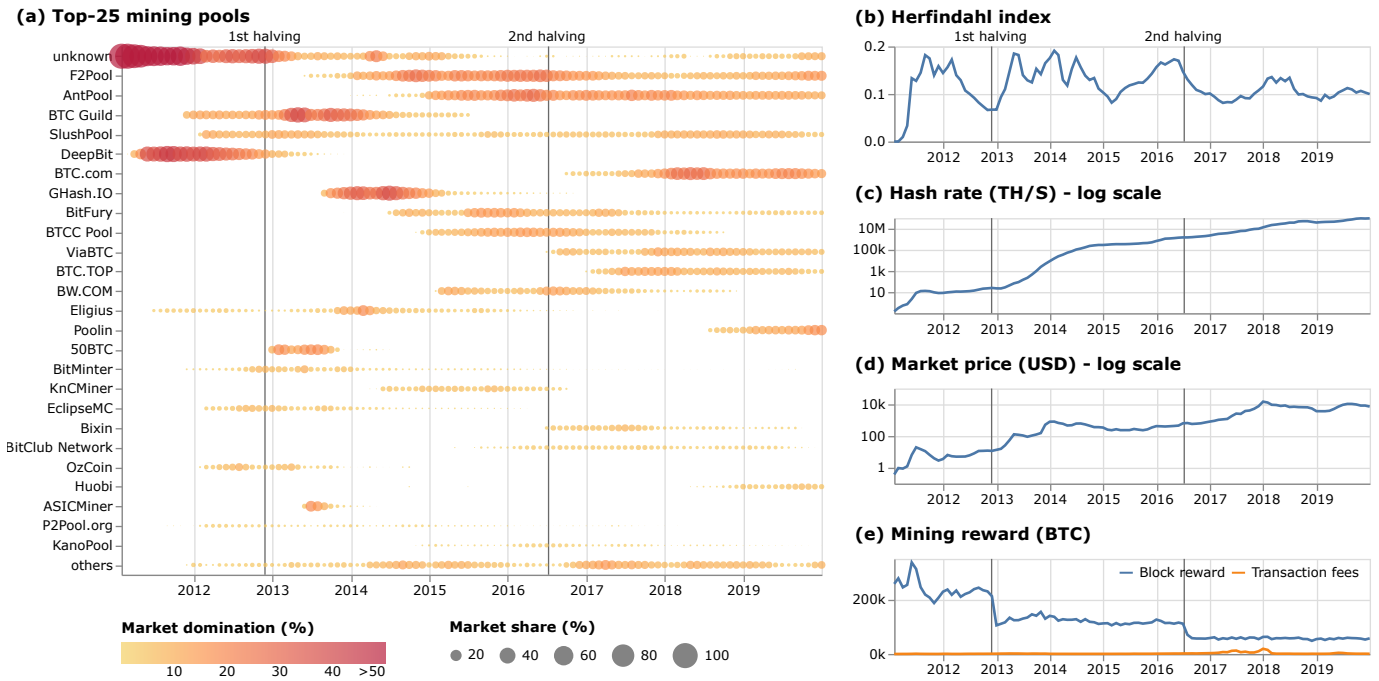 (a) Top-25 mining pools
1st halving
2nd halving
unknown
F2Pool
AntPool
BTC Guild
SlushPool
DeepBit
BTC.com
GHash.IO
BitFury
BTCC Pool
ViaBTC
BTC.TOP
BW.COM
Eligius
Poolin
50BTC
BitMinter
KnCMiner
EclipseMC
Bixin
BitClub Network
OzCoin
Huobi
ASICMiner
P2Pool.org
KanoPool
others
2012 2013 2014 2015 2016 2017 2018 2019
Market domination (%)
10 20 30 40 >50
Market share (%)
20 40 60 80 100
(b) Herfindahl index
1st halving
2nd halving
0.2
0.1
0.0
2012 2013 2014 2015 2016 2017 2018 2019
(c) Hash rate (TH/S) - log scale
10M
100k
1k
10
2012 2013 2014 2015 2016 2017 2018 2019
(d) Market price (USD) - log scale
10k
100
1
2012 2013 2014 2015 2016 2017 2018 2019
(e) Mining reward (BTC)
Block reward
Transaction fees
200k
0k
2012 2013 2014 2015 2016 2017 2018 2019